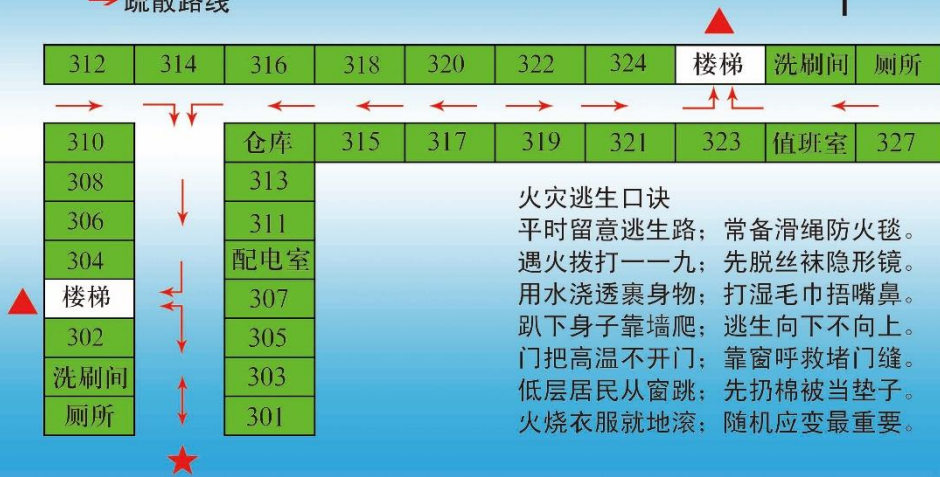 疏散路线
312 314 316 318 320 322 324 楼梯 洗刷间 厕所
310 仓库 315 317 319 321 323 值班室 327
308 313
306 311
304 配电室
楼梯 307
302 305
洗刷间 303
厕所 301
火灾逃生口诀
平时留意逃生路；常备滑绳防火毯。
遇火拨打一一九；先脱丝袜隐形镜。
用水浇透裹身物；打湿毛巾捂嘴鼻。
趴下身子靠墙爬；逃生向下不向上。
门把高温不开门；靠窗呼救堵门缝。
低层居民从窗跳；先扔棉被当垫子。
火烧衣服就地滚；随机应变最重要。